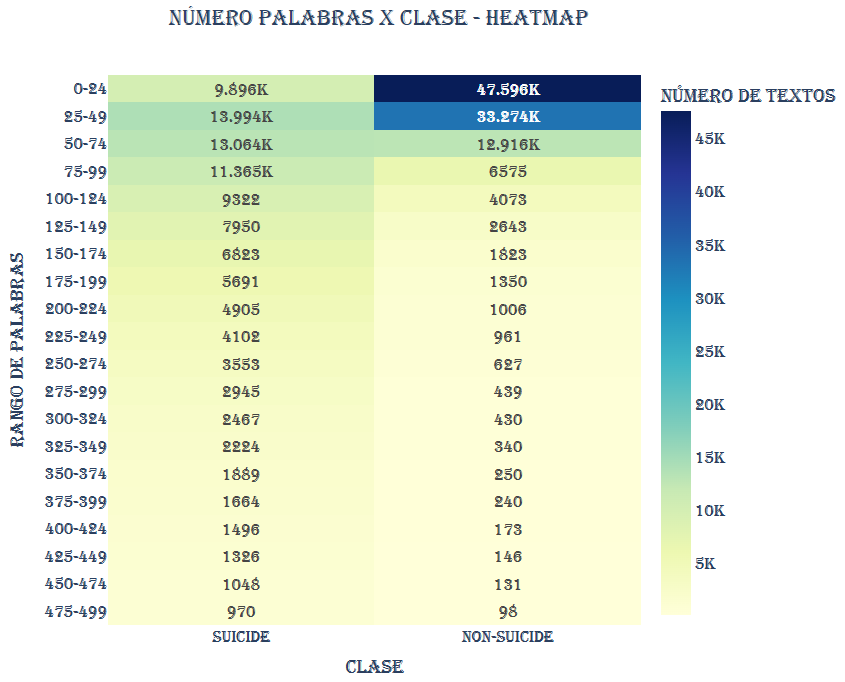 NÚMERO PALABRAS X CLASE - HEATMAP
NÚMERO DE TEXTOS
0-24 9.896K 47.596K
25-49 13.994K 33.274K
50-74 13.064K 12.916K
75-99 11.365K 6575
100-124 9322 4073
125-149 7950 2643
150-174 6823 1823
175-199 5691 1350
200-224 4905 1006
225-249 4102 961
250-274 3553 627
275-299 2945 439
300-324 2467 430
325-349 2224 340
350-374 1889 250
375-399 1664 240
400-424 1496 173
425-449 1326 146
450-474 1048 131
475-499 970 98
SUICIDE NON-SUICIDE
CLASE
RANGO DE PALABRAS
45K
40K
35K
30K
25K
20K
15K
10K
5K